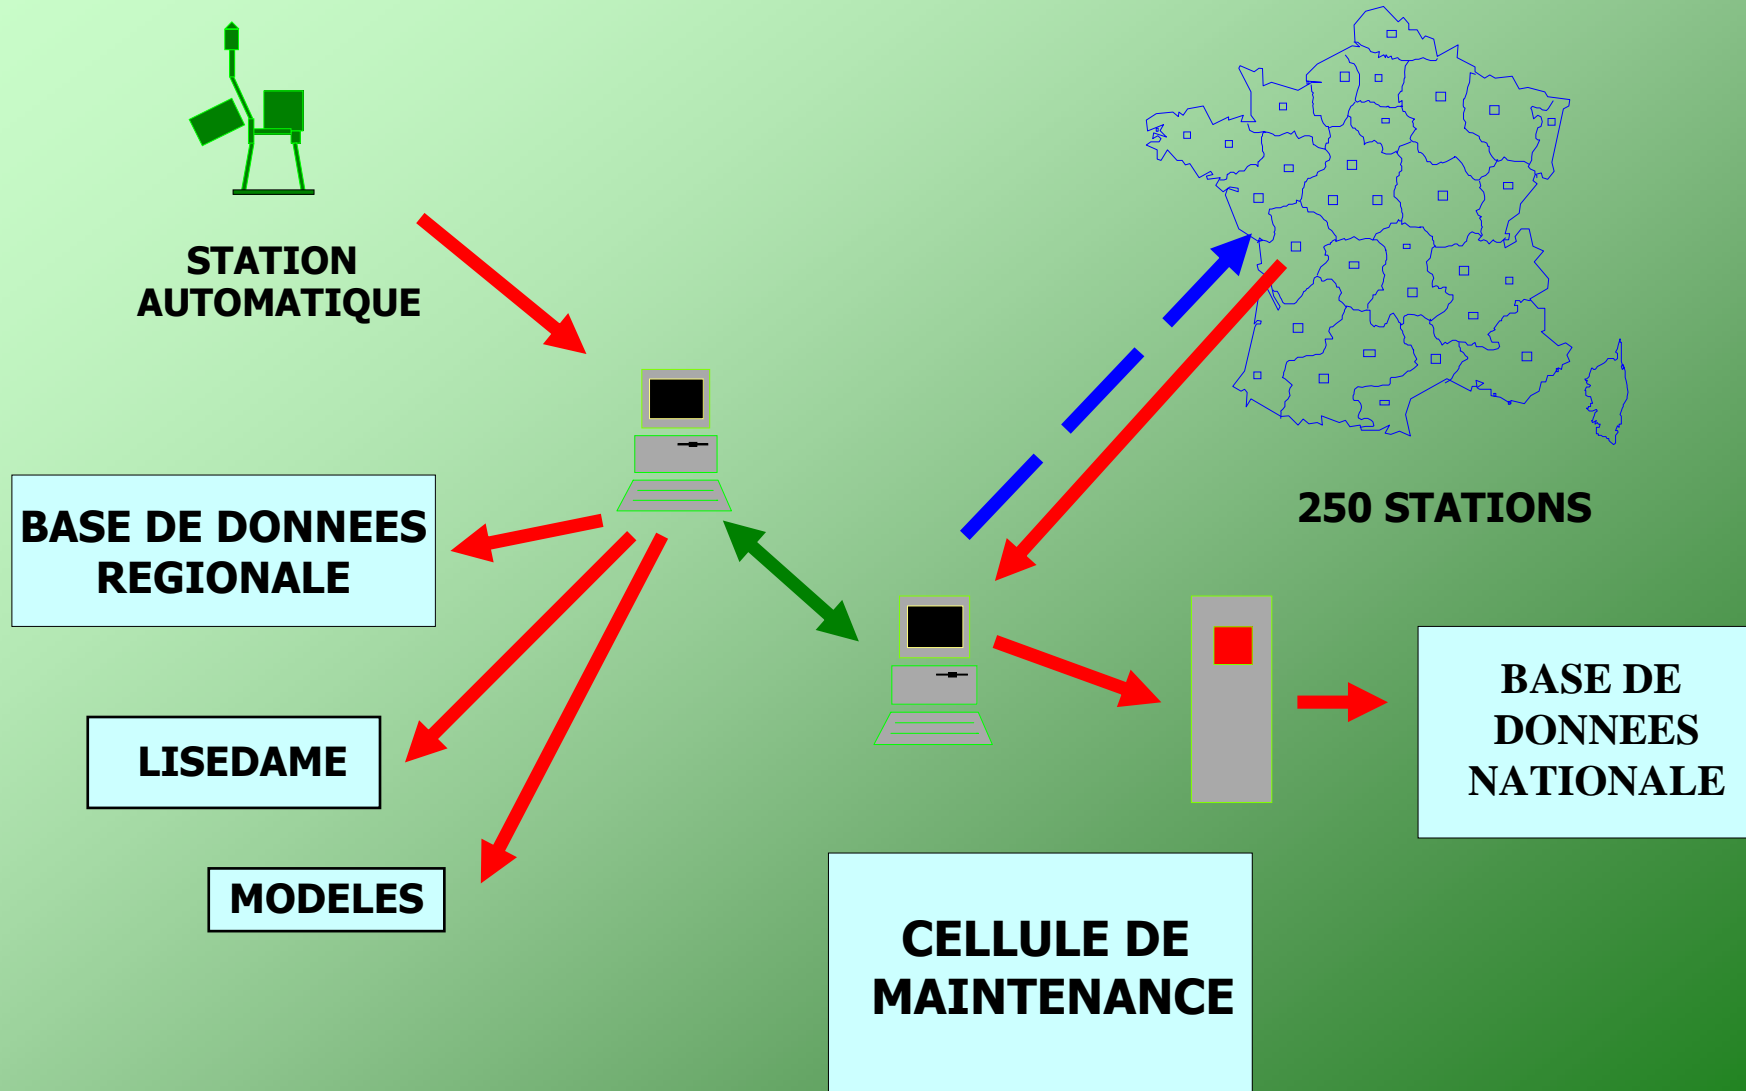 STATION
AUTOMATIQUE
250 STATIONS
BASE DE DONNEES
REGIONALE
LISEDAME
MODELES
BASE DE
DONNEES
NATIONALE
CELLULE DE
MAINTENANCE